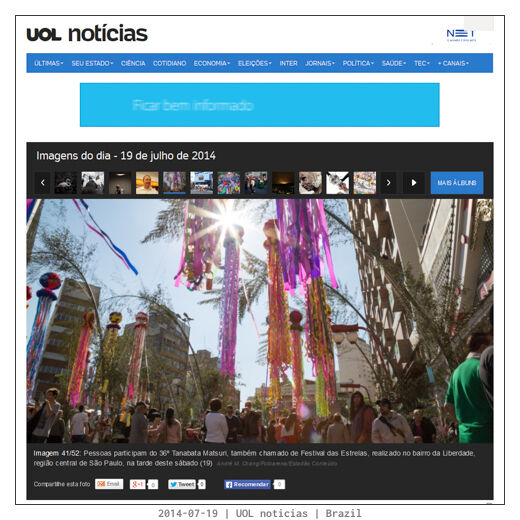 UOL notícias
NET
Ficar bem informado
ÚLTIMAS SEU ESTADO CIÊNCIA COTIDIANO ECONOMIA ELEIÇÕES INTER JORNAIS POLÍTICA SAÚDE TEC + CANAIS
Imagens do dia - 19 de julho de 2014
MAIS ÁLBUNS
Imagem 41/52: Pessoas participam do 36º Tanabata Matsuri, também chamado de Festival das Estrelas, realizado no bairro da Liberdade,
região central de São Paulo, na tarde deste sábado (19) André M. Chang/Fotoarena/Estadão Conteúdo
Compartilhe esta foto Email +1 0 Tweet 0 Recomendar 0
2014-07-19 | UOL noticias | Brazil